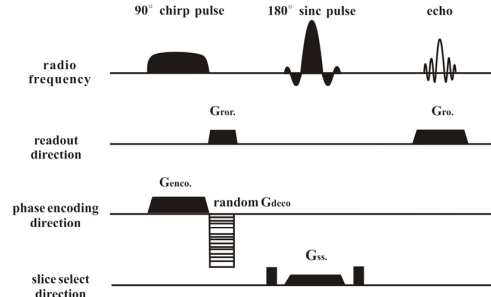 90° chirp pulse 180° sinc pulse echo
radio
frequency
Gror. Gro.
readout
direction
Genco.
random Gdeco
phase encoding
direction
Gss.
slice select
direction